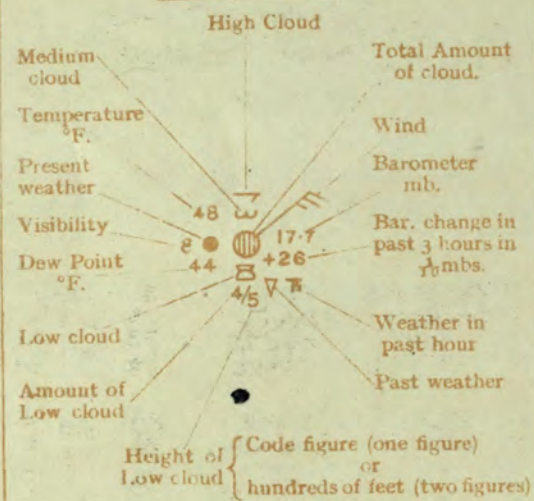 High Cloud
Medium
cloud
Total Amount
of cloud.
Temperature
°F.
Wind
Present
weather
Barometer
mb.
48
Visibility
8
17·7
Bar. change in
past 3 hours in
1/10 mbs.
+26
Dew Point
°F.
44
4/5
Low cloud
Weather in
past hour
Amount of
Low cloud
Past weather
Height of
Low cloud
Code figure (one figure)
or
hundreds of feet (two figures)